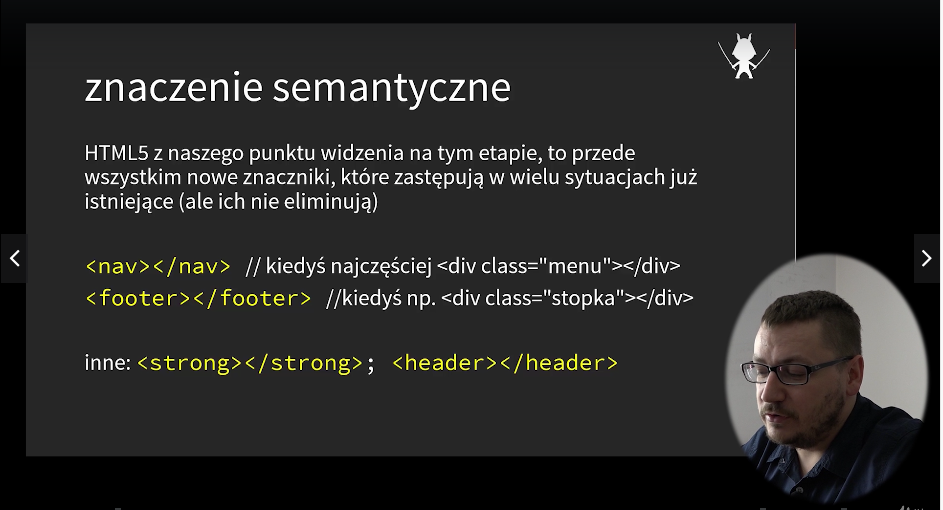 znaczenie semantyczne
HTML5 z naszego punktu widzenia na tym etapie, to przede
wszystkim nowe znaczniki, które zastępują w wielu sytuacjach już
istniejące (ale ich nie eliminują)
<nav></nav> // kiedyś najczęściej <div class="menu"></div>
<footer></footer> //kiedyś np. <div class="stopka"></div>
inne: <strong></strong>; <header></header>